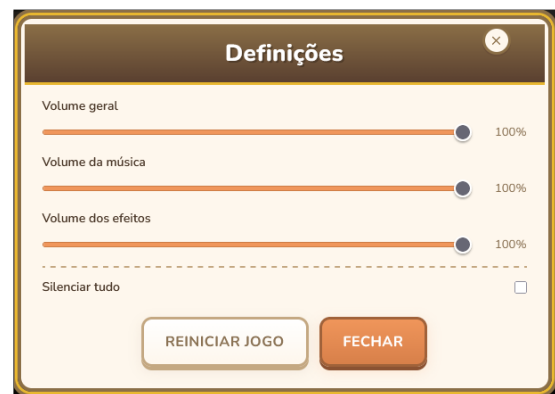 Definições
Volume geral
100%
Volume da música
100%
Volume dos efeitos
100%
Silenciar tudo
REINICIAR JOGO
FECHAR